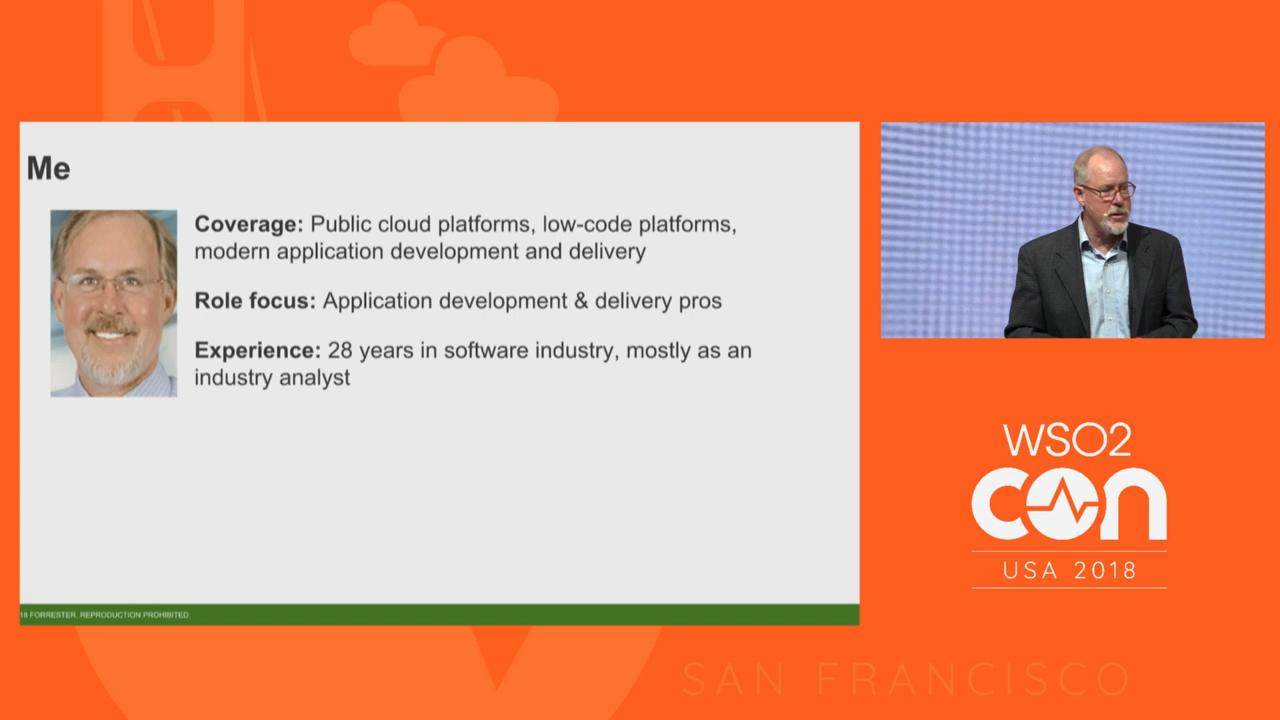 Me
Coverage: Public cloud platforms, low-code platforms,
modern application development and delivery
Role focus: Application development & delivery pros
Experience: 28 years in software industry, mostly as an
industry analyst
18 FORRESTER. REPRODUCTION PROHIBITED.
WSO2
con
USA 2018
SAN FRANCISCO